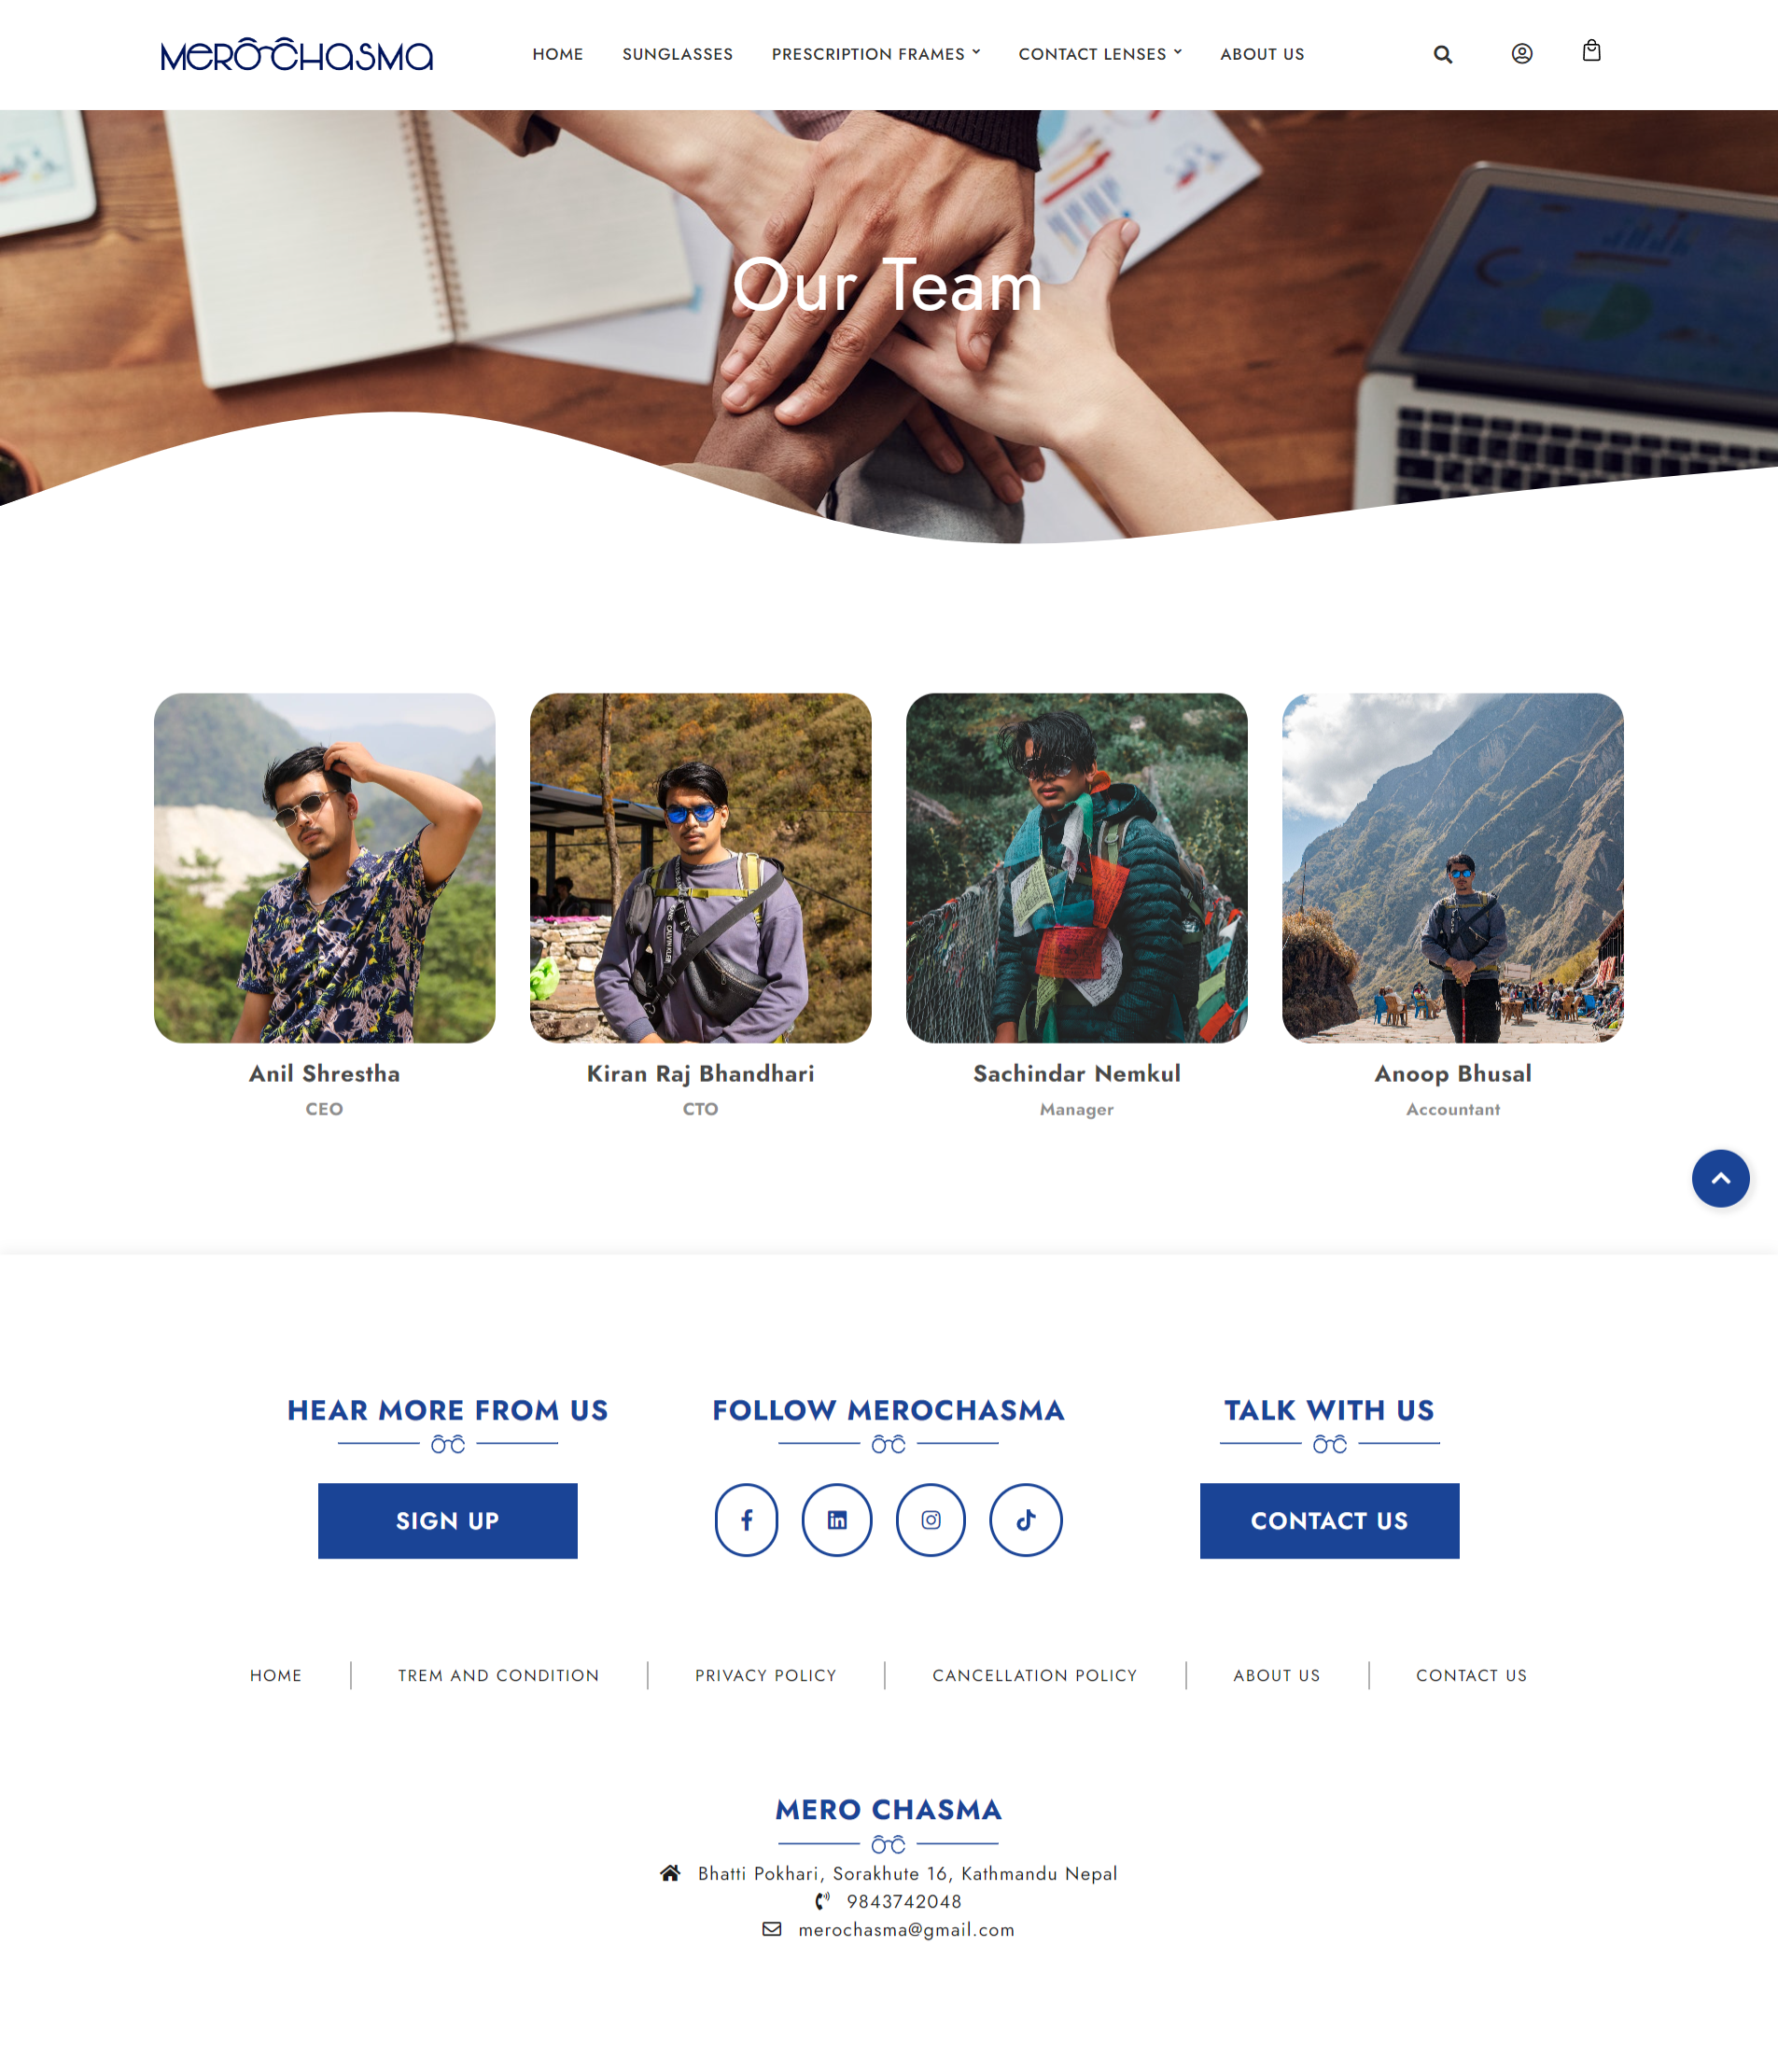 MEROCHASMA
HOME SUNGLASSES PRESCRIPTION FRAMES CONTACT LENSES ABOUT US
Our Team
Anil Shrestha
CEO
Kiran Raj Bhandhari
CTO
Sachindar Nemkul
Manager
Anoop Bhusal
Accountant
HEAR MORE FROM US
SIGN UP
FOLLOW MEROCHASMA
TALK WITH US
CONTACT US
HOME TREM AND CONDITION PRIVACY POLICY CANCELLATION POLICY ABOUT US CONTACT US
MERO CHASMA
Bhatti Pokhari, Sorakhute 16, Kathmandu Nepal
9843742048
merochasma@gmail.com